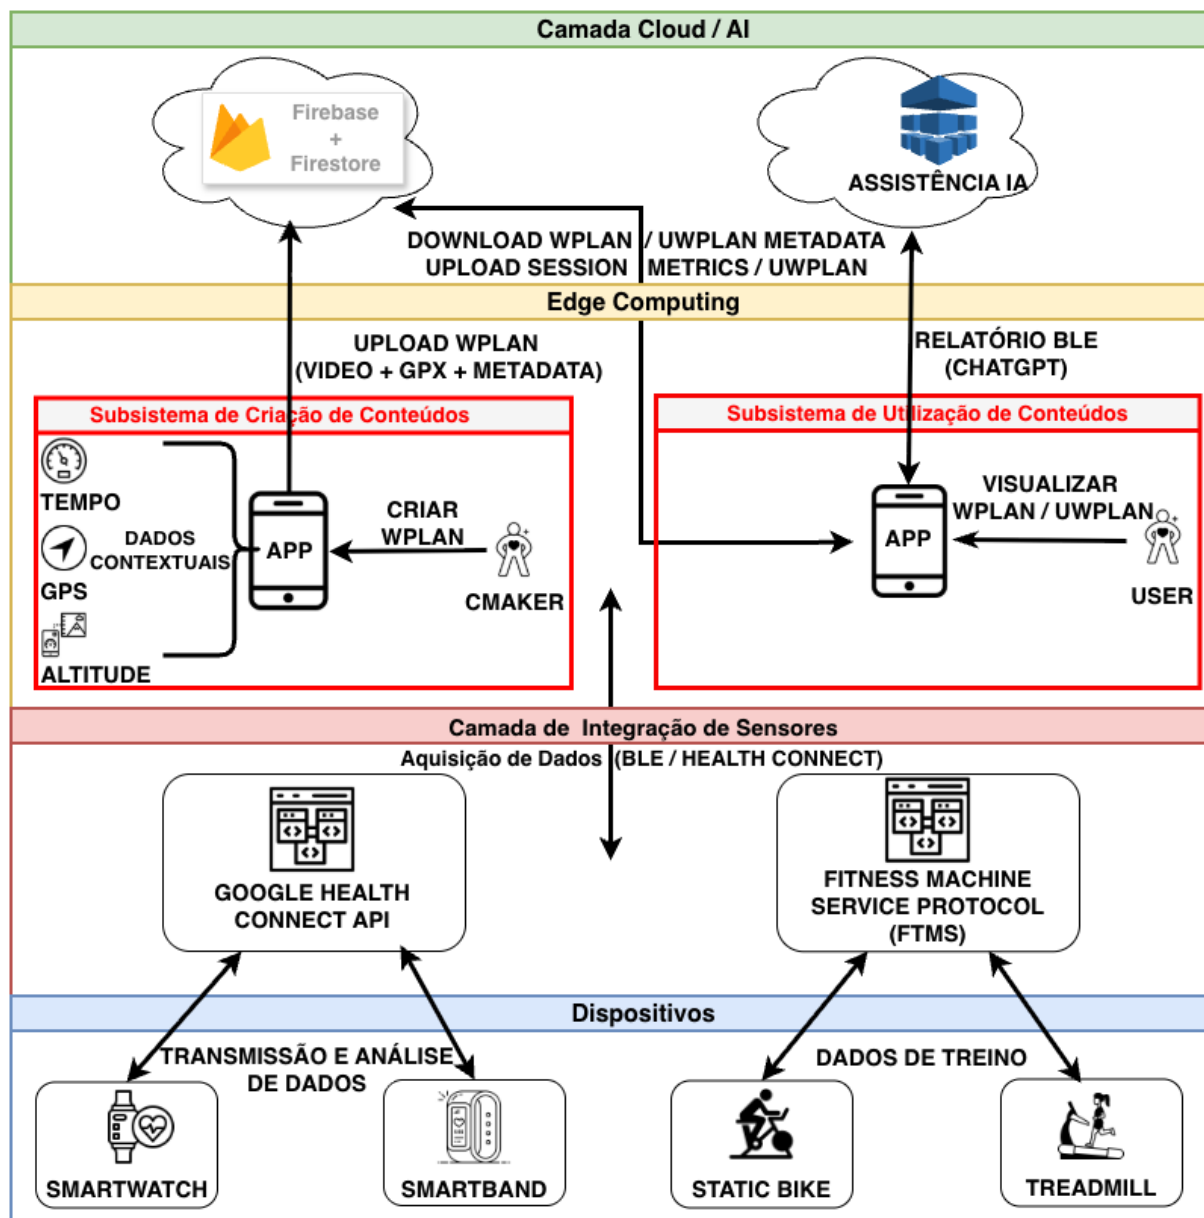 Camada Cloud / AI
Firebase
+
Firestore
ASSISTÊNCIA IA
DOWNLOAD WPLAN / UWPLAN METADATA
UPLOAD SESSION METRICS / UWPLAN
Edge Computing
UPLOAD WPLAN
(VIDEO + GPX + METADATA)
RELATÓRIO BLE
(CHATGPT)
Subsistema de Criação de Conteúdos
TEMPO
DADOS
CONTEXTUAIS
GPS
ALTITUDE
APP
CRIAR
WPLAN
CMAKER
Subsistema de Utilização de Conteúdos
APP
VISUALIZAR
WPLAN / UWPLAN
USER
Camada de Integração de Sensores
Aquisição de Dados (BLE / HEALTH CONNECT)
GOOGLE HEALTH
CONNECT API
FITNESS MACHINE
SERVICE PROTOCOL
(FTMS)
Dispositivos
TRANSMISSÃO E ANÁLISE
DE DADOS
DADOS DE TREINO
SMARTWATCH
SMARTBAND
STATIC BIKE
TREADMILL